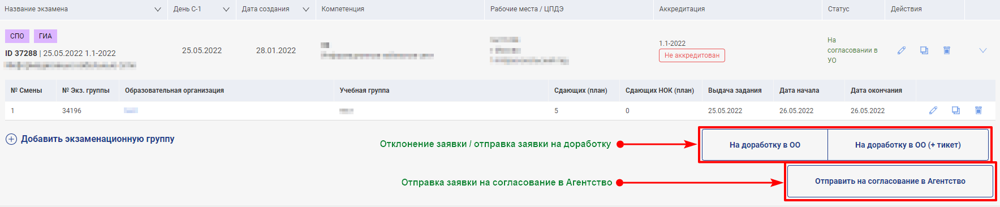 Название экзамена День С-1 Дата создания Компетенция Рабочие места / ЦПДЭ Аккредитация Статус Действия
СПО ГИА
ID 37288 | 25.05.2022 1.1-2022
25.05.2022 28.01.2022
1.1-2022
Не аккредитован
На
согласовании в
УО
№ Смены № Экз. группы Образовательная организация Учебная группа Сдающих (план) Сдающих НОК (план) Выдача задания Дата начала Дата окончания
1 34196 5 0 25.05.2022 26.05.2022 26.05.2022
Добавить экзаменационную группу
Отклонение заявки / отправка заявки на доработку
На доработку в ОО На доработку в ОО (+ тикет)
Отправка заявки на согласование в Агентство
Отправить на согласование в Агентство